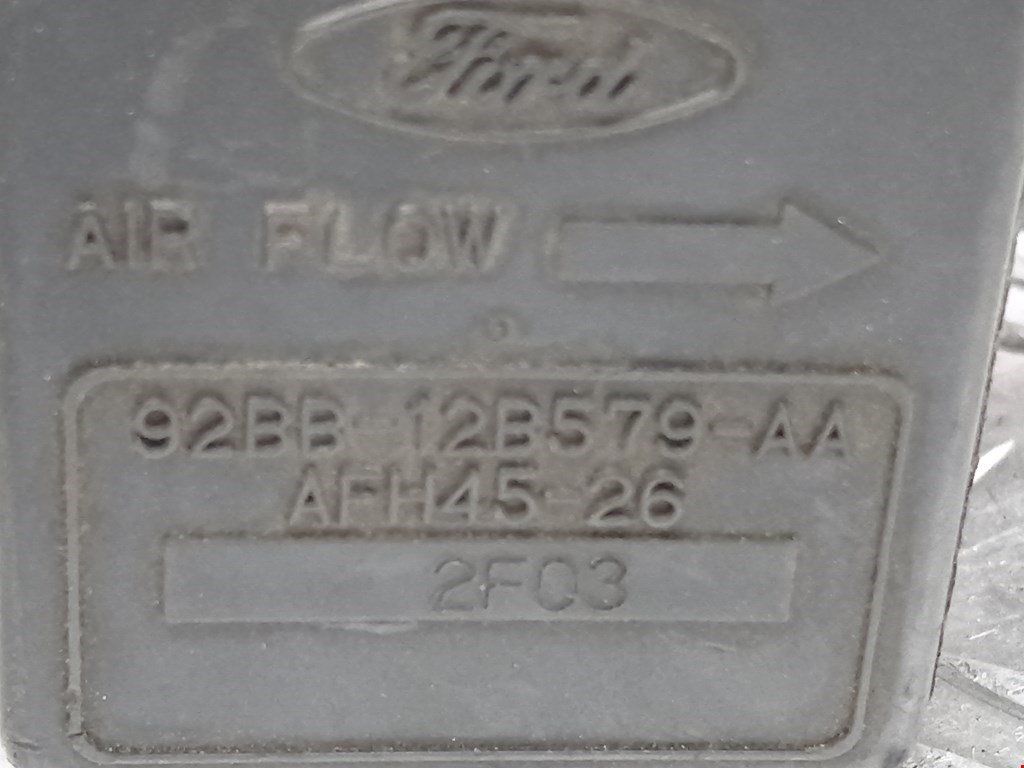 Ford
AIR FLOW
92BB-12B579-AA
AFH45-26
2F03